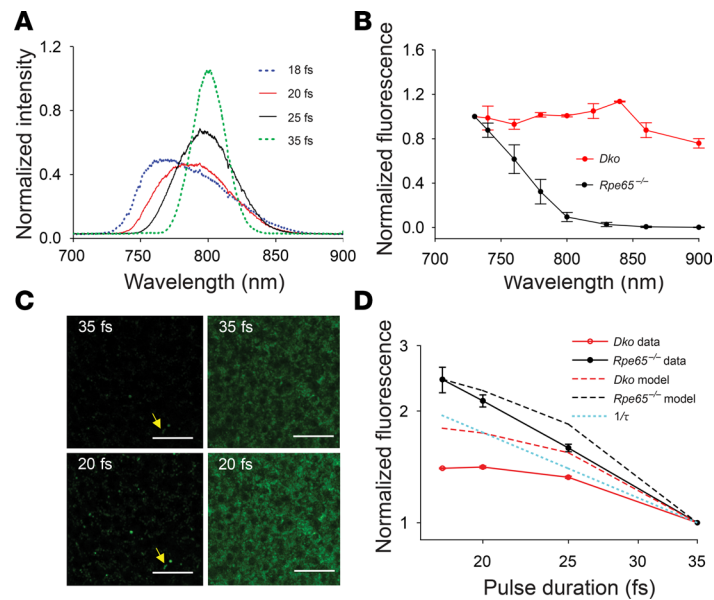 A
Normalized intensity
1.2
0.8
0.4
0.0
18 fs
20 fs
25 fs
35 fs
700
750
800
850
900
Wavelength (nm)
B
Normalized fluorescence
1.6
1.2
0.8
0.4
0.0
Dko
Rpe65⁻/⁻
700
750
800
850
900
Wavelength (nm)
C
35 fs
35 fs
20 fs
20 fs
D
Normalized fluorescence
3
2
1
Dko data
Rpe65⁻/⁻ data
Dko model
Rpe65⁻/⁻ model
1/τ
20
25
30
35
Pulse duration (fs)